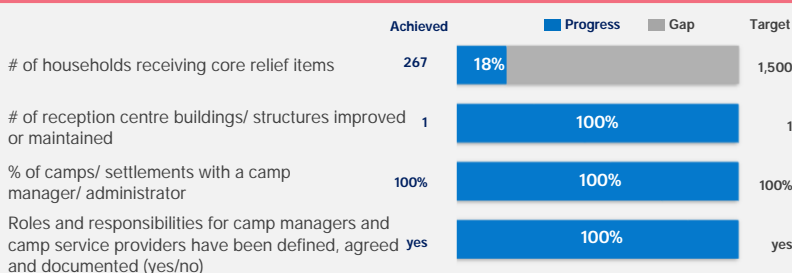 Achieved Progress Gap Target
# of households receiving core relief items 267 18% 1,500
# of reception centre buildings/ structures improved 1 100% 1
or maintained
% of camps/ settlements with a camp
manager/ administrator 100% 100% 100%
Roles and responsibilities for camp managers and
camp service providers have been defined, agreed yes 100% yes
and documented (yes/no)